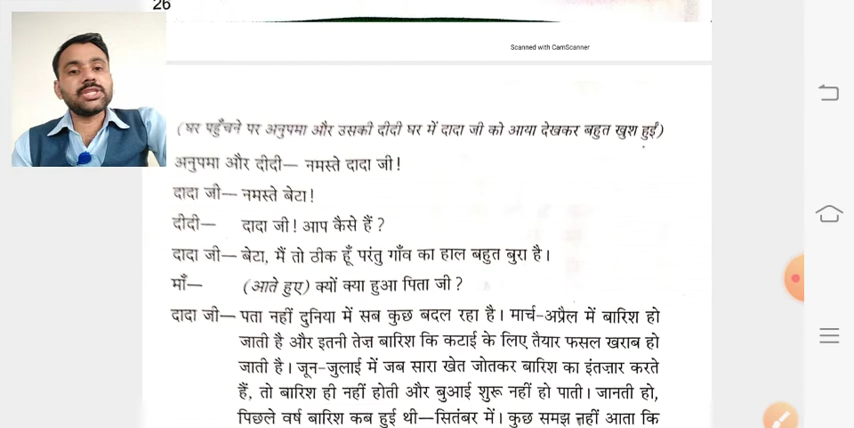 26
Scanned with CamScanner
(घर पहुँचने पर अनुपमा और उसकी दीदी घर में दादा जी को आया देखकर बहुत खुश हुईं)
अनुपमा और दीदी— नमस्ते दादा जी!
दादा जी— नमस्ते बेटा!
दीदी— दादा जी! आप कैसे हैं?
दादा जी— बेटा, मैं तो ठीक हूँ परंतु गाँव का हाल बहुत बुरा है।
माँ— (आते हुए) क्यों क्या हुआ पिता जी?
दादा जी— पता नहीं दुनिया में सब कुछ बदल रहा है। मार्च-अप्रैल में बारिश हो
जाती है और इतनी तेज़ बारिश कि कटाई के लिए तैयार फसल खराब हो
जाती है। जून-जुलाई में जब सारा खेत जोतकर बारिश का इंतज़ार करते
हैं, तो बारिश ही नहीं होती और बुआई शुरू नहीं हो पाती। जानती हो,
पिछले वर्ष बारिश कब हुई थी—सितंबर में। कुछ समझ नहीं आता कि